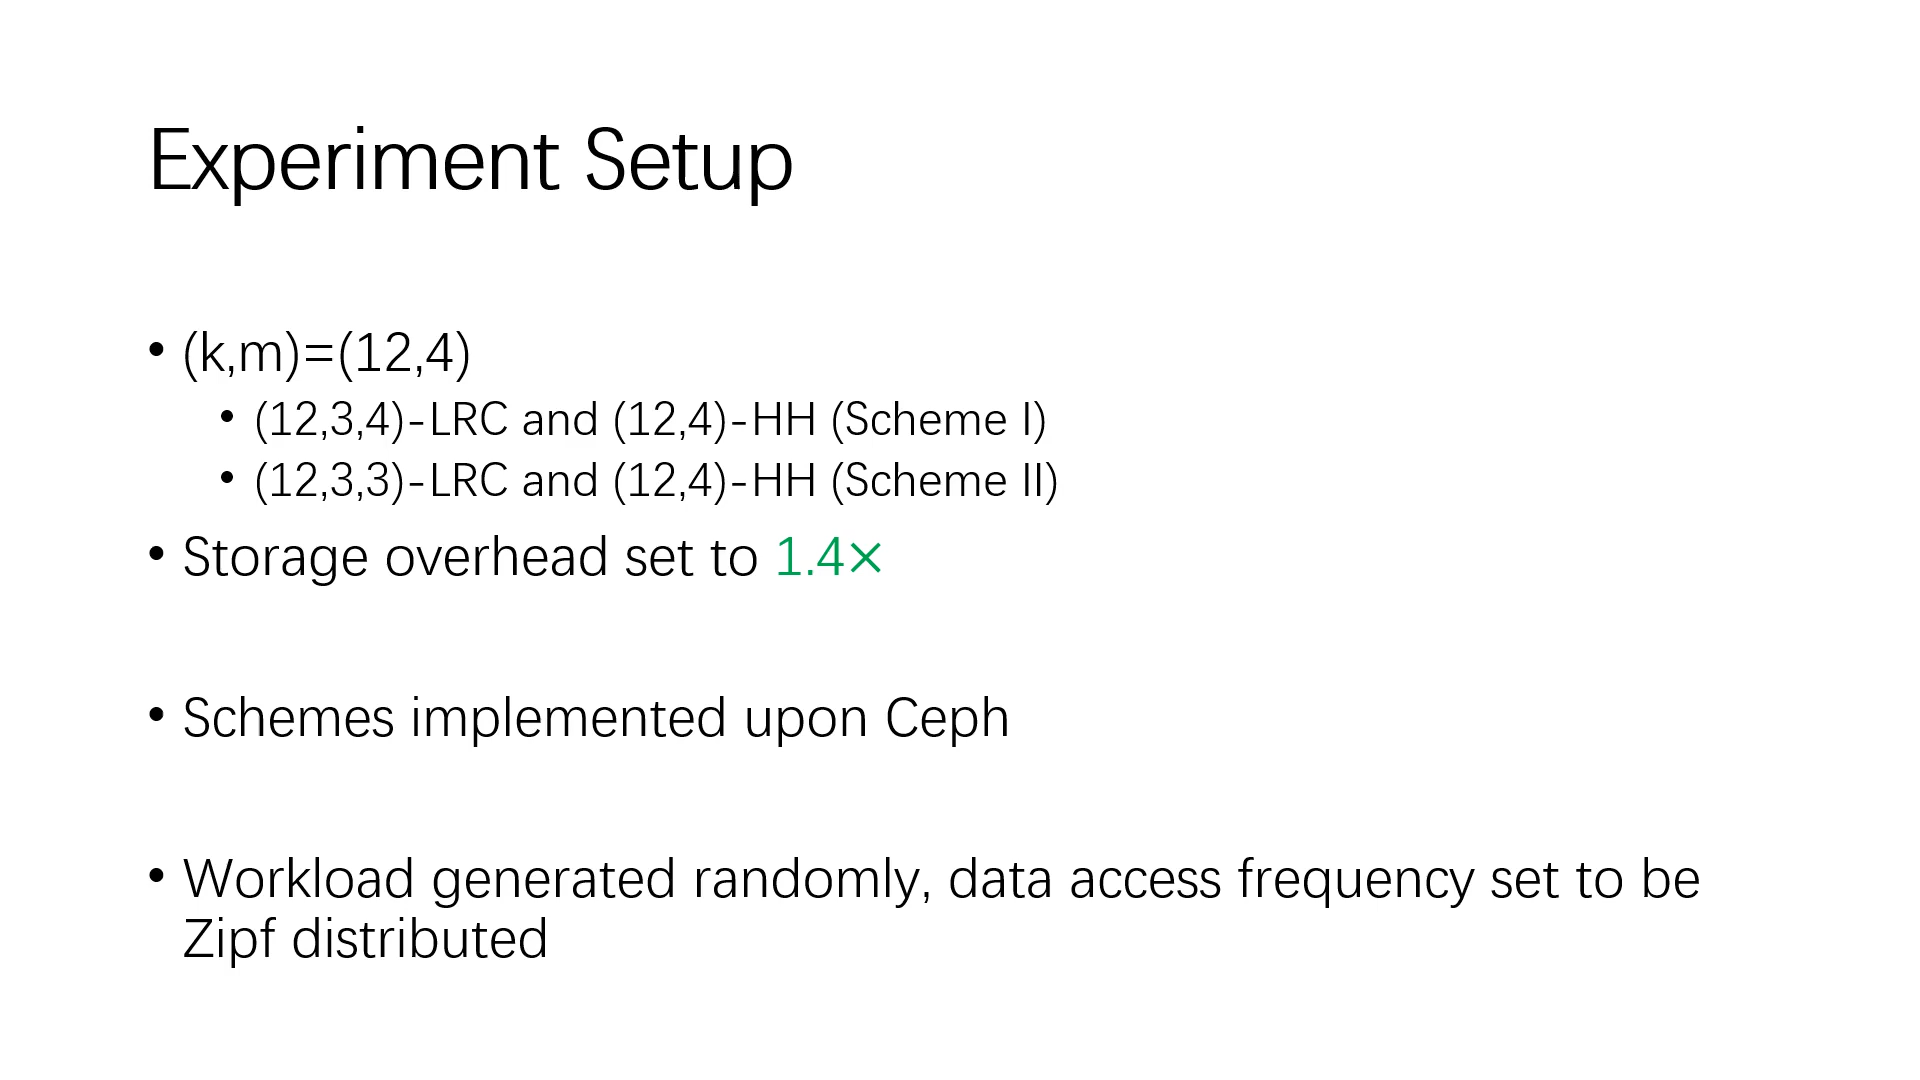 Experiment Setup
• (k,m)=(12,4)
• (12,3,4)-LRC and (12,4)-HH (Scheme I)
• (12,3,3)-LRC and (12,4)-HH (Scheme II)
• Storage overhead set to 1.4×
• Schemes implemented upon Ceph
• Workload generated randomly, data access frequency set to be
Zipf distributed